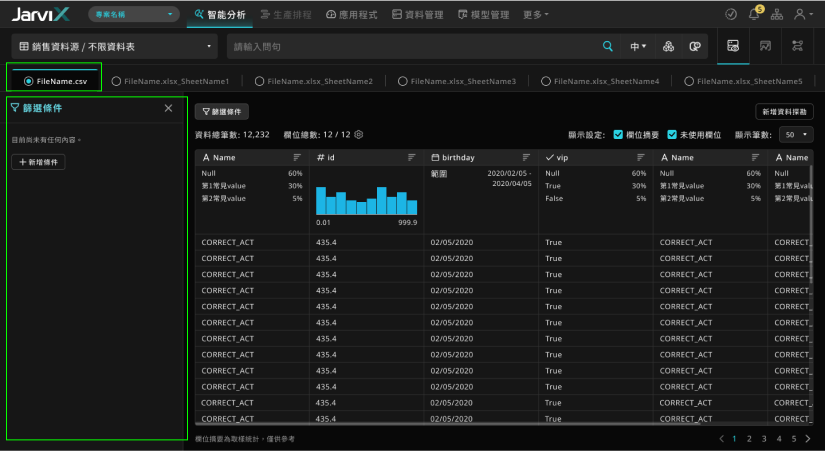 JarviX 專案名稱 智能分析 生產排程 應用程式 資料管理 模型管理 更多 5
銷售資料源 / 不限資料表 請輸入問句 中
FileName.csv FileName.xlsx_SheetName1 FileName.xlsx_SheetName2 FileName.xlsx_SheetName3 FileName.xlsx_SheetName4 FileName.xlsx_SheetName5
篩選條件
目前尚未有任何內容。
新增條件
篩選條件 新增資料探勘
資料總筆數: 12,232 欄位總數: 12 / 12 顯示設定: 欄位摘要 未使用欄位 顯示筆數: 50
A Name # id birthday vip A Name A Name
Null 60% 範圍 2020/02/05 - Null 60% Null 60% Null
第1常見value 30% 2020/04/05 True 30% 第1常見value 30% 第1常見valu
第2常見value 5% False 5% 第2常見value 5% 第2常見valu
0.01 999.9
CORRECT_ACT 435.4 02/05/2020 True CORRECT_ACT CORRECT_
CORRECT_ACT 435.4 02/05/2020 True CORRECT_ACT CORRECT_
CORRECT_ACT 435.4 02/05/2020 True CORRECT_ACT CORRECT_
CORRECT_ACT 435.4 02/05/2020 True CORRECT_ACT CORRECT_
CORRECT_ACT 435.4 02/05/2020 True CORRECT_ACT CORRECT_
CORRECT_ACT 435.4 02/05/2020 True CORRECT_ACT CORRECT_
CORRECT_ACT 435.4 02/05/2020 True CORRECT_ACT CORRECT_
CORRECT_ACT 435.4 02/05/2020 True CORRECT_ACT CORRECT_
CORRECT_ACT 435.4 02/05/2020 True CORRECT_ACT CORRECT_
CORRECT_ACT 435.4 02/05/2020 True CORRECT_ACT CORRECT_
CORRECT_ACT 435.4 02/05/2020 True CORRECT_ACT CORRECT_
CORRECT_ACT 435.4 02/05/2020 True CORRECT_ACT CORRECT_
欄位摘要為取樣統計，僅供參考 1 2 3 4 5